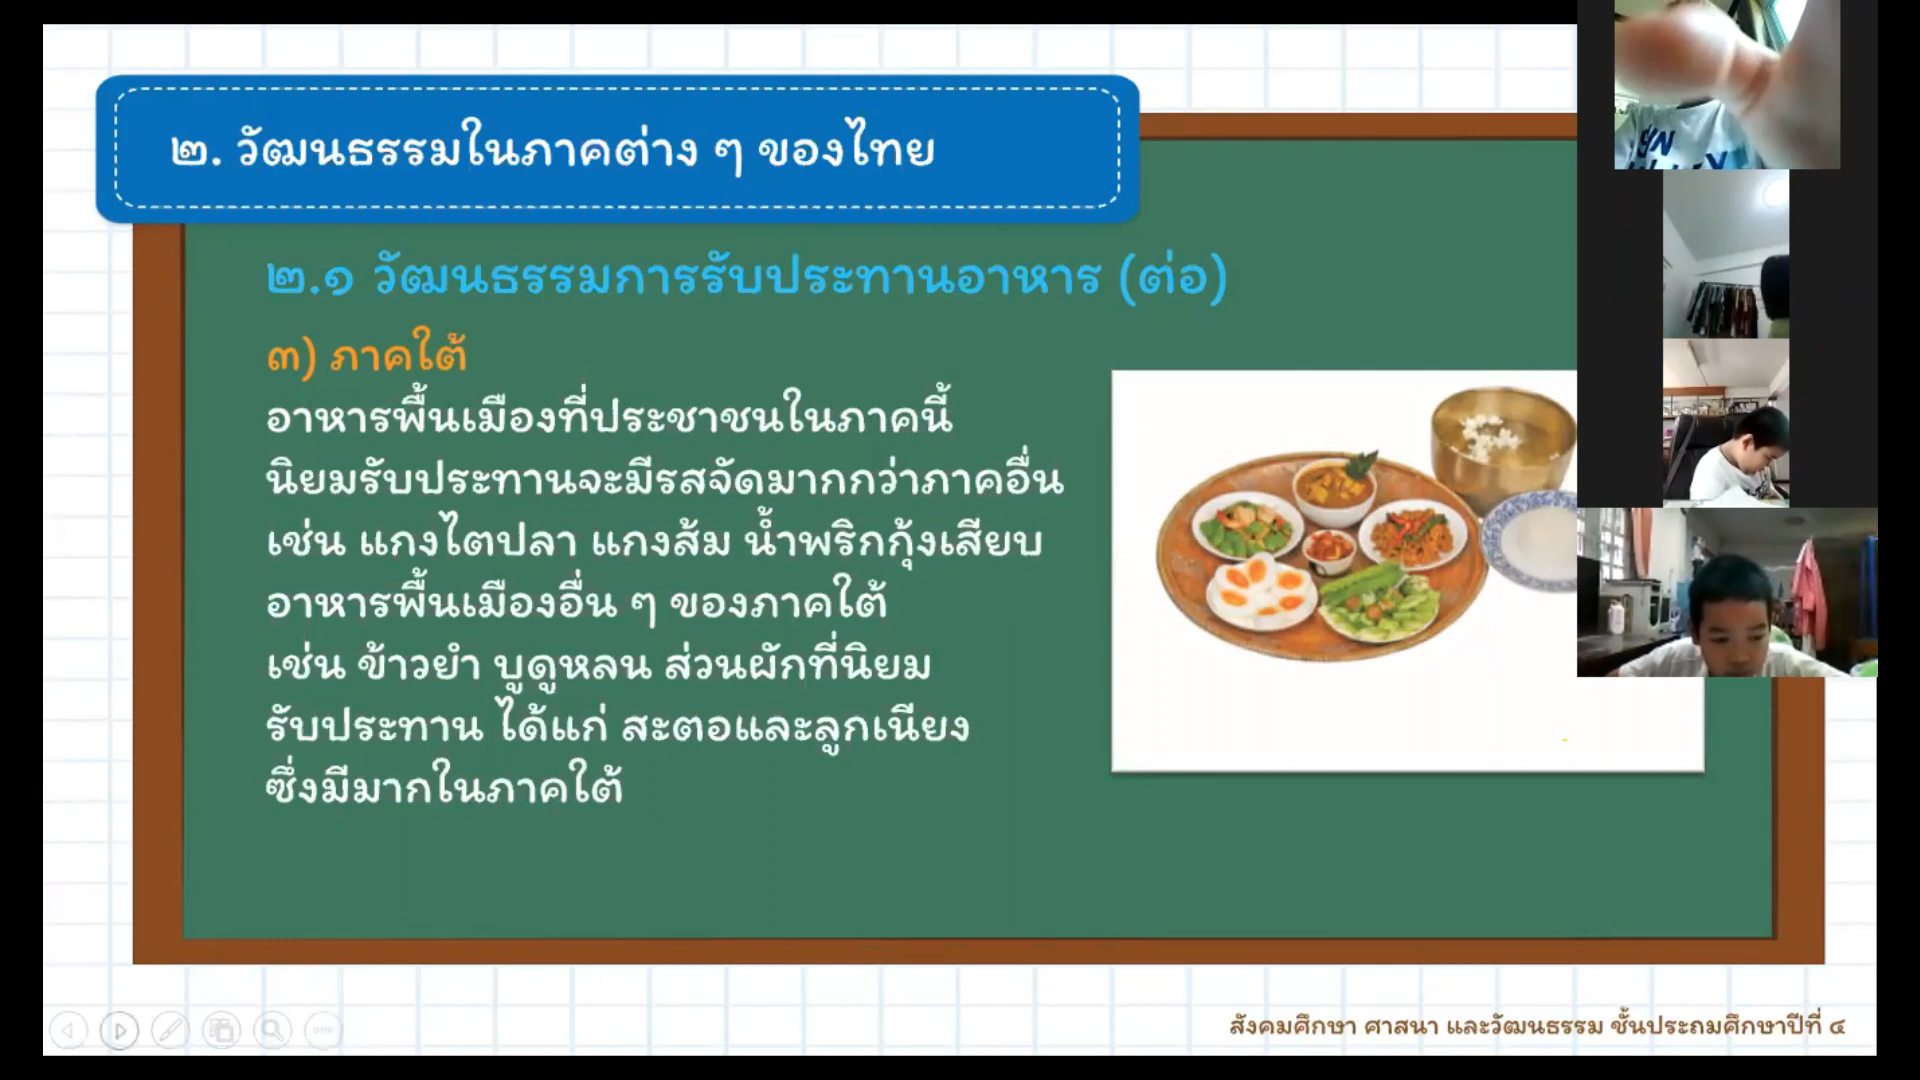 ๒. วัฒนธรรมในภาคต่าง ๆ ของไทย
๒.๑ วัฒนธรรมการรับประทานอาหาร (ต่อ)
๓) ภาคใต้
อาหารพื้นเมืองที่ประชาชนในภาคนี้
นิยมรับประทานจะมีรสจัดมากกว่าภาคอื่น
เช่น แกงไตปลา แกงส้ม น้ำพริกกุ้งเสียบ
อาหารพื้นเมืองอื่น ๆ ของภาคใต้
เช่น ข้าวยำ บูดูหลน ส่วนผักที่นิยม
รับประทาน ได้แก่ สะตอและลูกเนียง
ซึ่งมีมากในภาคใต้
สังคมศึกษา ศาสนา และวัฒนธรรม ชั้นประถมศึกษาปีที่ ๔